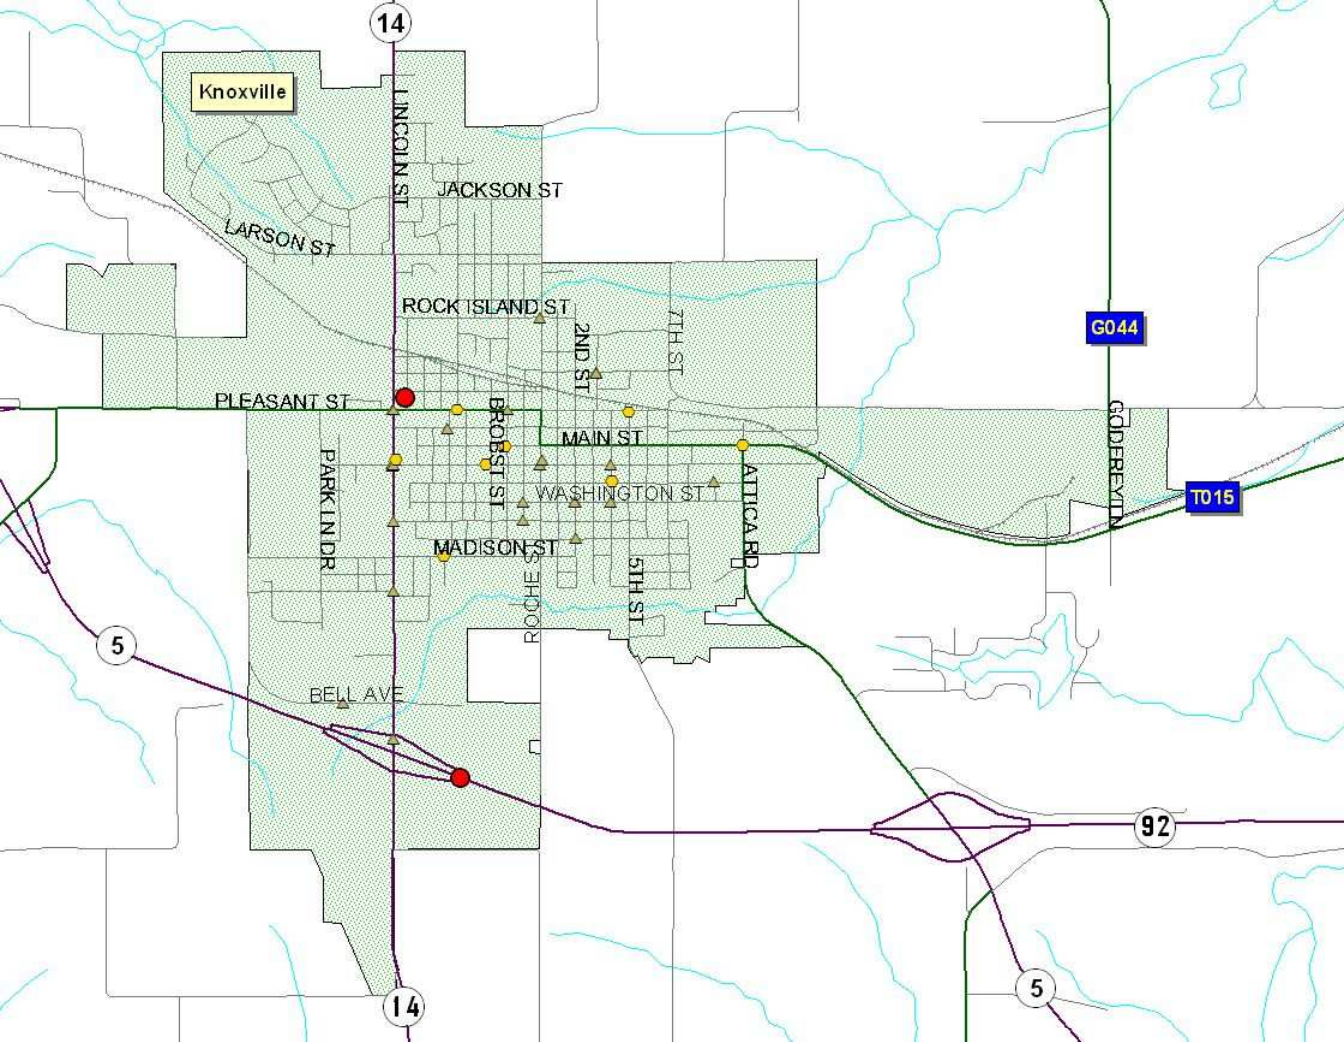 14
Knoxville
LINCOLN ST
JACKSON ST
LARSON ST
ROCK ISLAND ST
2ND ST
7TH ST
G044
PLEASANT ST
BROBST ST
MAIN ST
GODFREY LN
PARK LN DR
WASHINGTON ST
ATTICA RD
T015
MADISON ST
ROCHE S
5TH ST
5
BELL AVE
92
5
14